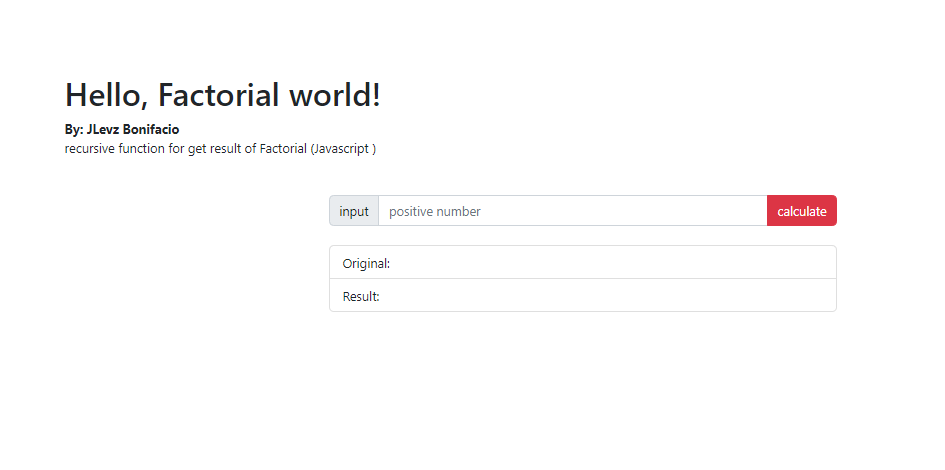 Hello, Factorial world!
By: JLevz Bonifacio
recursive function for get result of Factorial (Javascript )
input positive number calculate
Original:
Result: